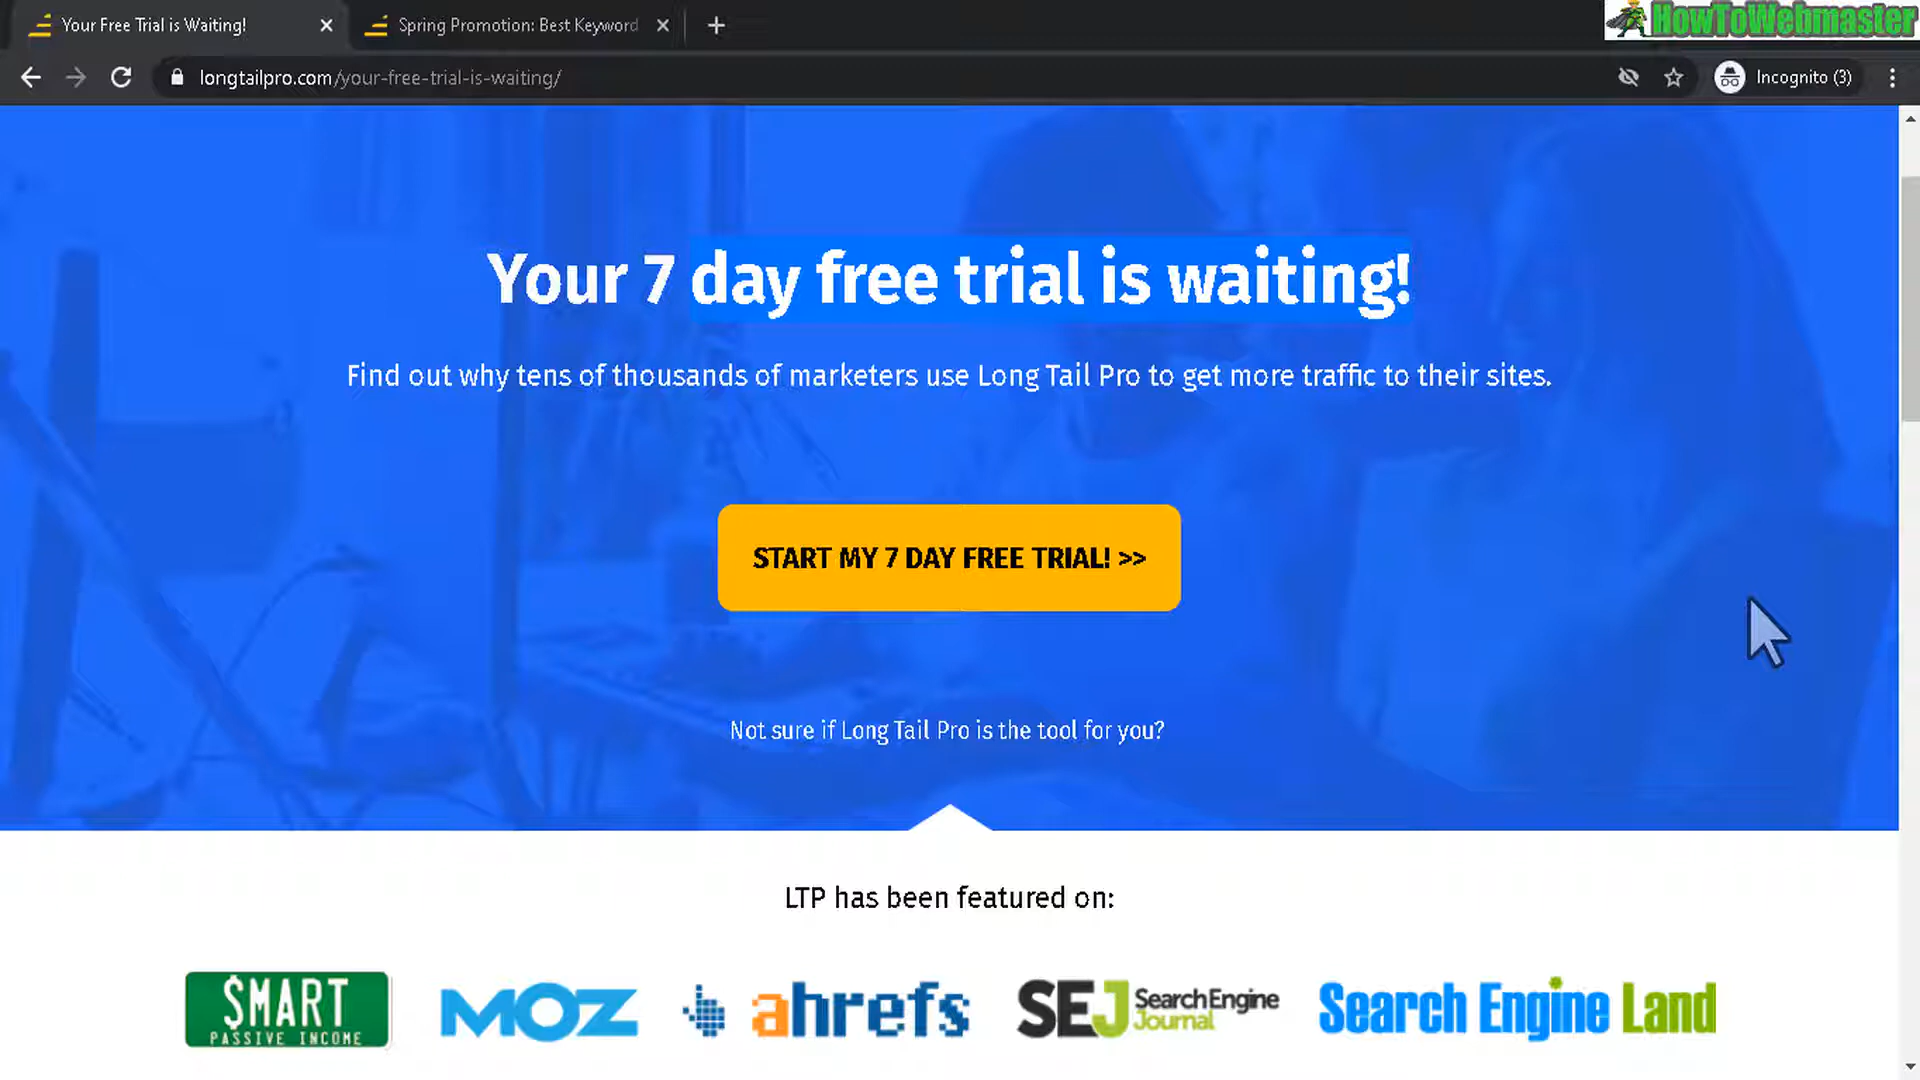 Your Free Trial is Waiting!
Spring Promotion: Best Keyword
HowToWebmaster
longtailpro.com/your-free-trial-is-waiting/
Incognito (3)
Your 7 day free trial is waiting!
Find out why tens of thousands of marketers use Long Tail Pro to get more traffic to their sites.
START MY 7 DAY FREE TRIAL! >>
Not sure if Long Tail Pro is the tool for you?
LTP has been featured on:
$MART
PASSIVE INCOME
MOZ
ahrefs
SEJ Search Engine
Journal
Search Engine Land